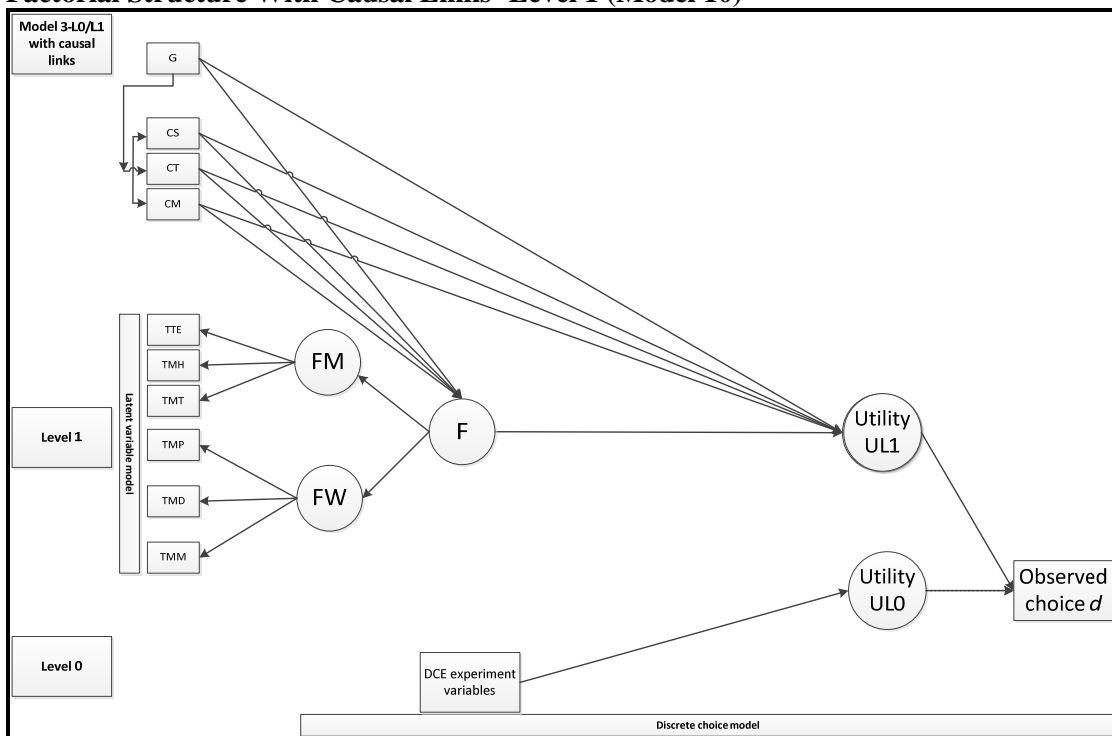 Factorial Structure With Causal Links- Level 1 (Model 10)
Model 3-L0/L1
with causal
links
G
CS
CT
CM
TTE
TMH
TMT
TMP
TMD
TMM
Latent variable model
Level 1
FM
FW
F
Utility
UL1
Utility
UL0
Observed
choice d
Level 0
DCE experiment
variables
Discrete choice model